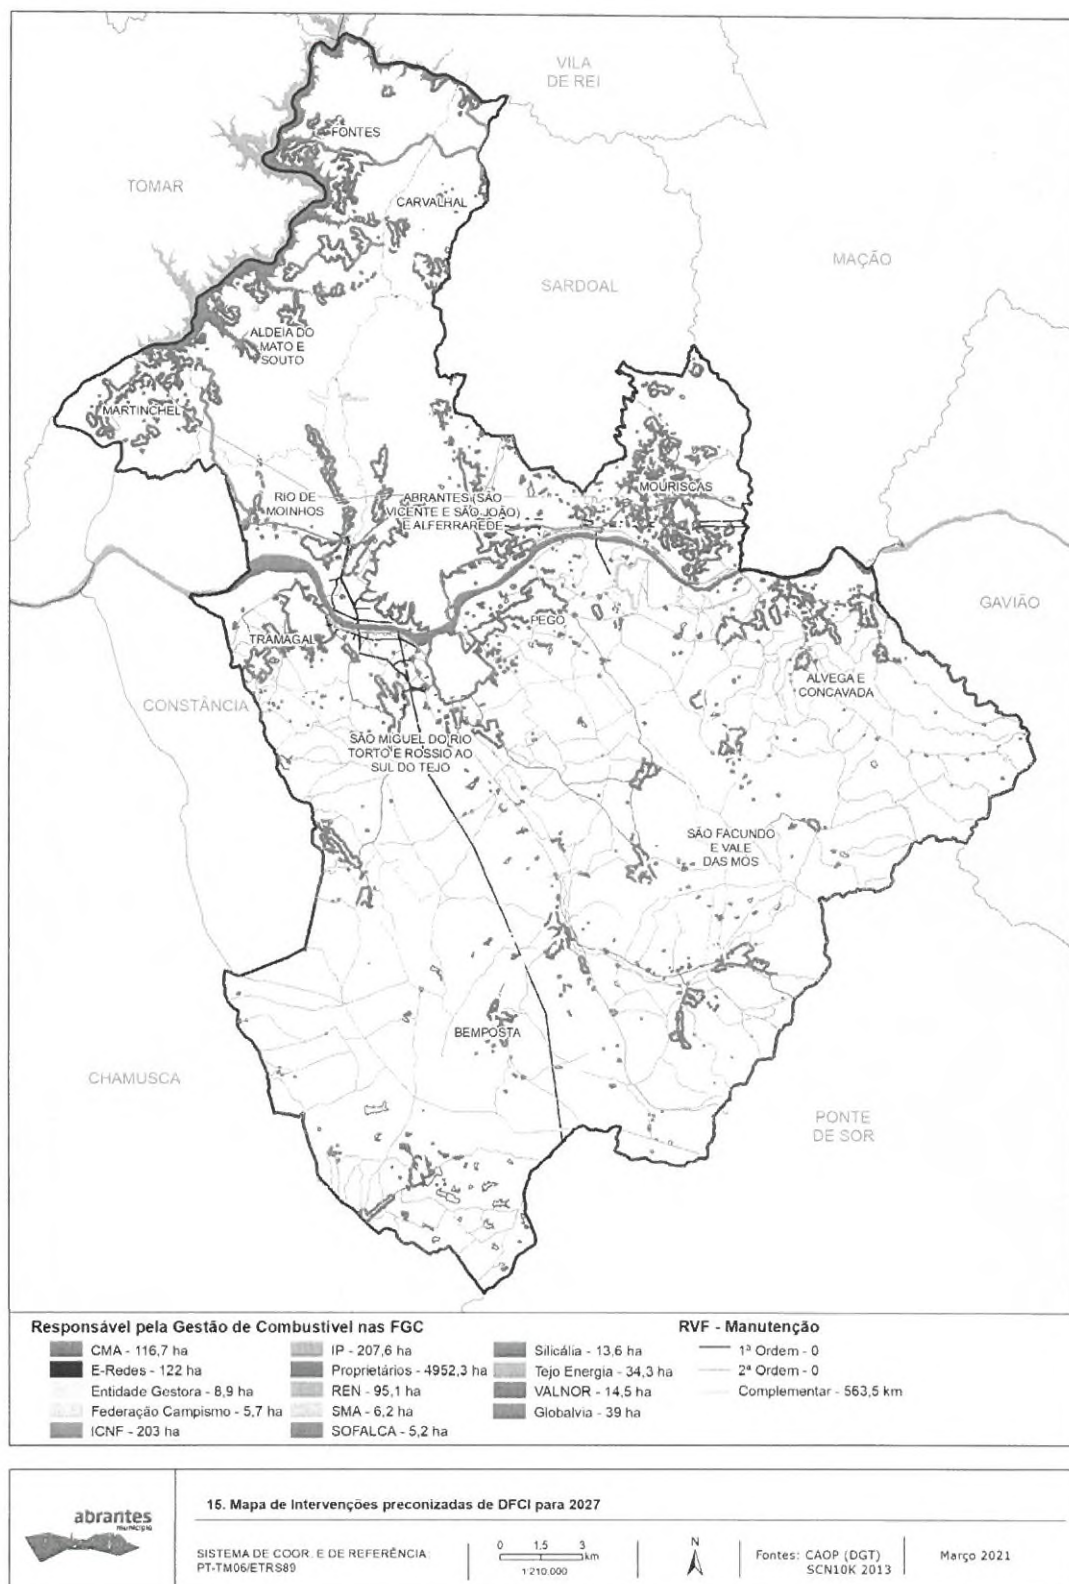 VILA
DE REI
FONTES
TOMAR
CARVALHAL
MAÇÃO
SARDOAL
ALDEIA DO
MATO E
SOUTO
MARTINCHEL
MOURISCAS
RIO DE
MOINHOS
ABRANTES (SÃO
VICENTE E SÃO JOÃO)
E ALFERRAREDE
GAVIÃO
PEGO
TRAMAGAL
ALVEGA E
CONCAVADA
CONSTÂNCIA
SÃO MIGUEL DO RIO
TORTO E ROSSIO AO
SUL DO TEJO
SÃO FACUNDO
E VALE
DAS MÓS
BEMPOSTA
CHAMUSCA
PONTE
DE SOR
Responsável pela Gestão de Combustível nas FGC
CMA - 116,7 ha
E-Redes - 122 ha
Entidade Gestora - 8,9 ha
Federação Campismo - 5,7 ha
ICNF - 203 ha
IP - 207,6 ha
Proprietários - 4952,3 ha
REN - 95,1 ha
SMA - 6,2 ha
SOFALCA - 5,2 ha
Silicália - 13,6 ha
Tejo Energia - 34,3 ha
VALNOR - 14,5 ha
Globalvia - 39 ha
RVF - Manutenção
1ª Ordem - 0
2ª Ordem - 0
Complementar - 563,5 km
abrantes
município
15. Mapa de Intervenções preconizadas de DFCI para 2027
SISTEMA DE COOR. E DE REFERÊNCIA
PT-TM06/ETRS89
0 1,5 3
km
1:210.000
N
Fontes: CAOP (DGT)
SCN10K 2013
Março 2021